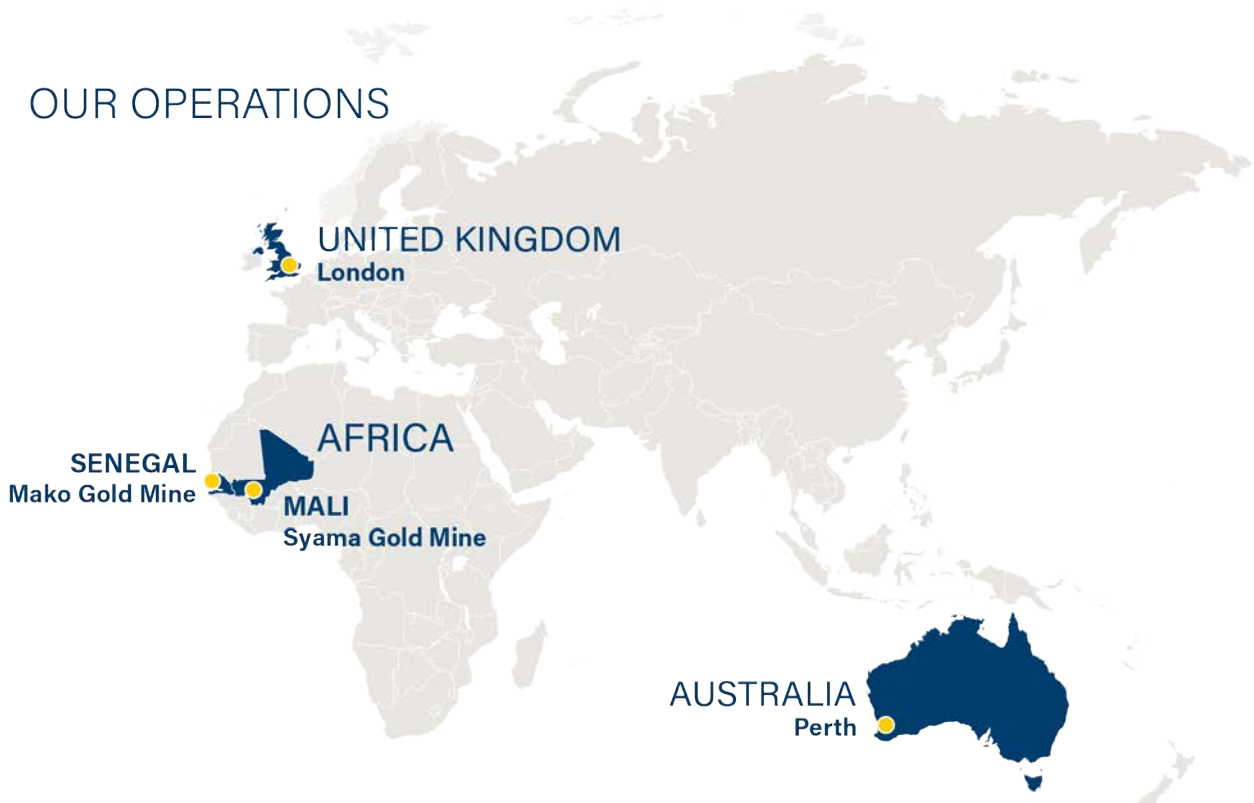 OUR OPERATIONS
UNITED KINGDOM
London
AFRICA
SENEGAL
Mako Gold Mine
MALI
Syama Gold Mine
AUSTRALIA
Perth